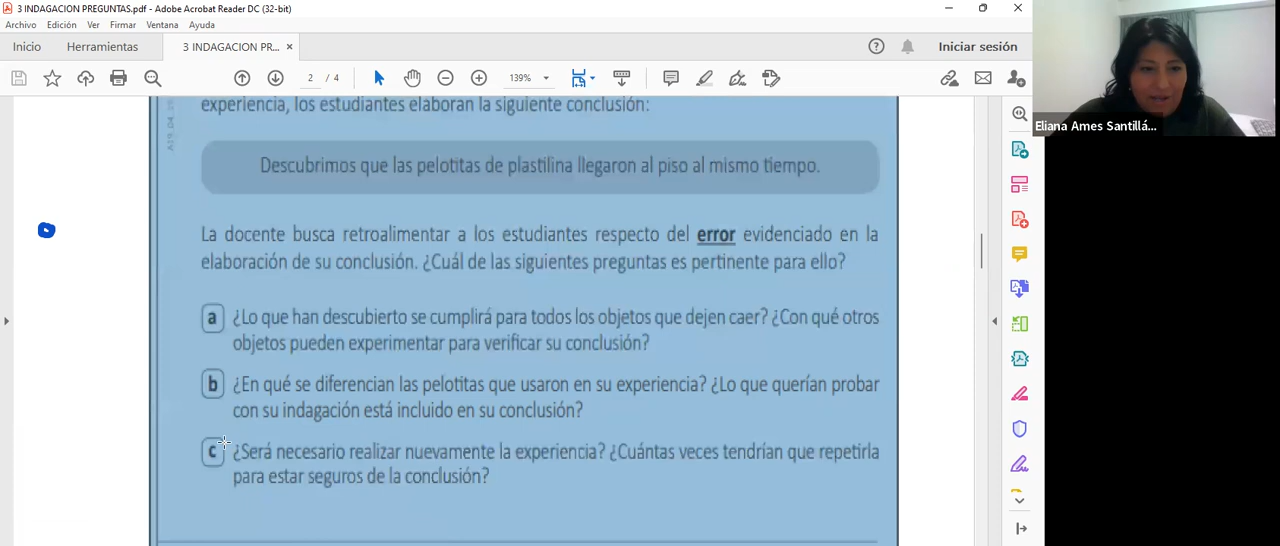 3 INDAGACION PREGUNTAS.pdf - Adobe Acrobat Reader DC (32-bit)
Archivo Edición Ver Firmar Ventana Ayuda
Inicio Herramientas 3 INDAGACION PR... × Iniciar sesión
2 / 4 139%
experiencia, los estudiantes elaboran la siguiente conclusión:
Descubrimos que las pelotitas de plastilina llegaron al piso al mismo tiempo.
La docente busca retroalimentar a los estudiantes respecto del error evidenciado en la
elaboración de su conclusión. ¿Cuál de las siguientes preguntas es pertinente para ello?
a ¿Lo que han descubierto se cumplirá para todos los objetos que dejen caer? ¿Con qué otros
objetos pueden experimentar para verificar su conclusión?
b ¿En qué se diferencian las pelotitas que usaron en su experiencia? ¿Lo que querían probar
con su indagación está incluido en su conclusión?
c ¿Será necesario realizar nuevamente la experiencia? ¿Cuántas veces tendrían que repetirla
para estar seguros de la conclusión?
Eliana Ames Santillá...